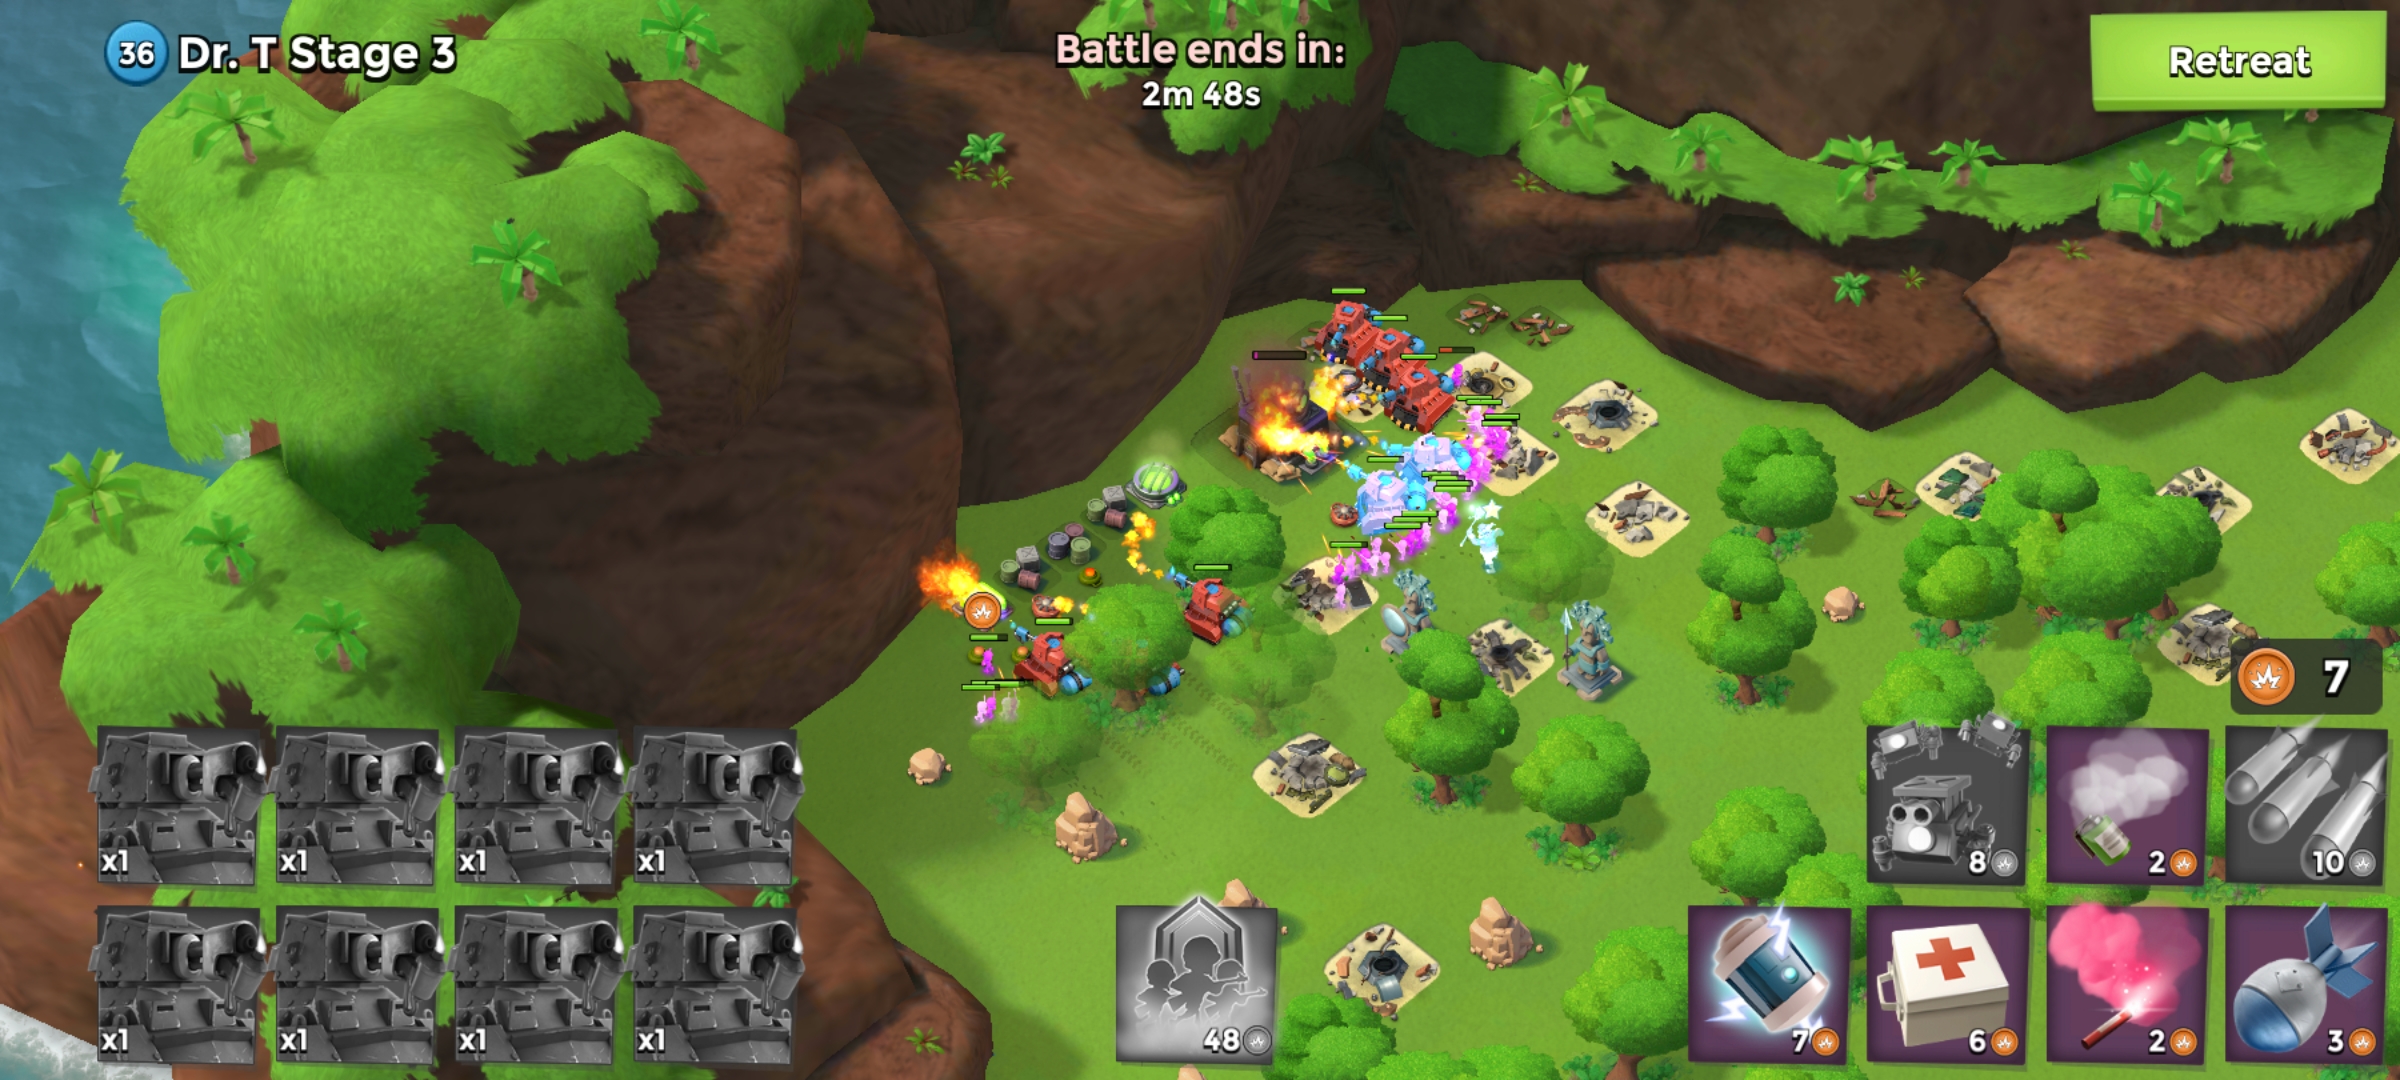 36 Dr. T Stage 3
Battle ends in:
2m 48s
Retreat
7
x1 x1 x1 x1
8 2 10
x1 x1 x1 x1
48 7 6 2 3